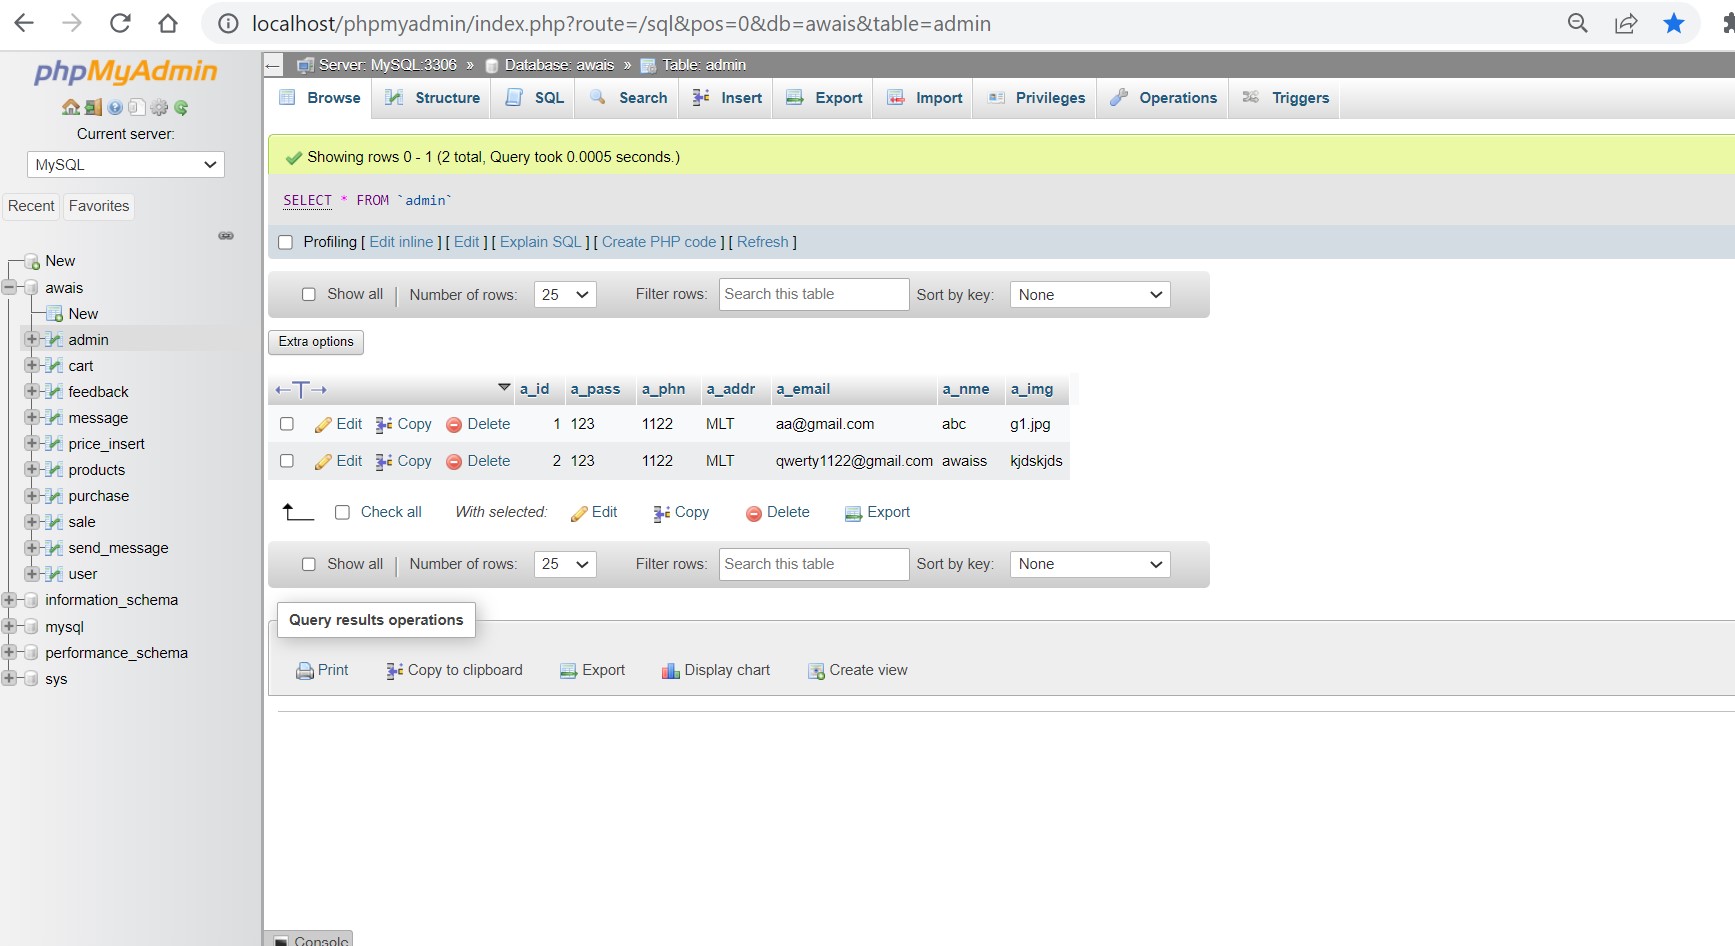 localhost/phpmyadmin/index.php?route=/sql&pos=0&db=awais&table=admin
phpMyAdmin
Current server:
MySQL
Recent Favorites
New
awais
New
admin
cart
feedback
message
price_insert
products
purchase
sale
send_message
user
information_schema
mysql
performance_schema
sys
Server: MySQL:3306 » Database: awais » Table: admin
Browse Structure SQL Search Insert Export Import Privileges Operations Triggers
Showing rows 0 - 1 (2 total, Query took 0.0005 seconds.)
SELECT * FROM `admin`
Profiling [ Edit inline ] [ Edit ] [ Explain SQL ] [ Create PHP code ] [ Refresh ]
Show all | Number of rows: 25 Filter rows: Search this table Sort by key: None
Extra options
←T→ a_id a_pass a_phn a_addr a_email a_nme a_img
Edit Copy Delete 1 123 1122 MLT aa@gmail.com abc g1.jpg
Edit Copy Delete 2 123 1122 MLT qwerty1122@gmail.com awaiss kjdskjds
Check all With selected: Edit Copy Delete Export
Show all | Number of rows: 25 Filter rows: Search this table Sort by key: None
Query results operations
Print Copy to clipboard Export Display chart Create view
Console